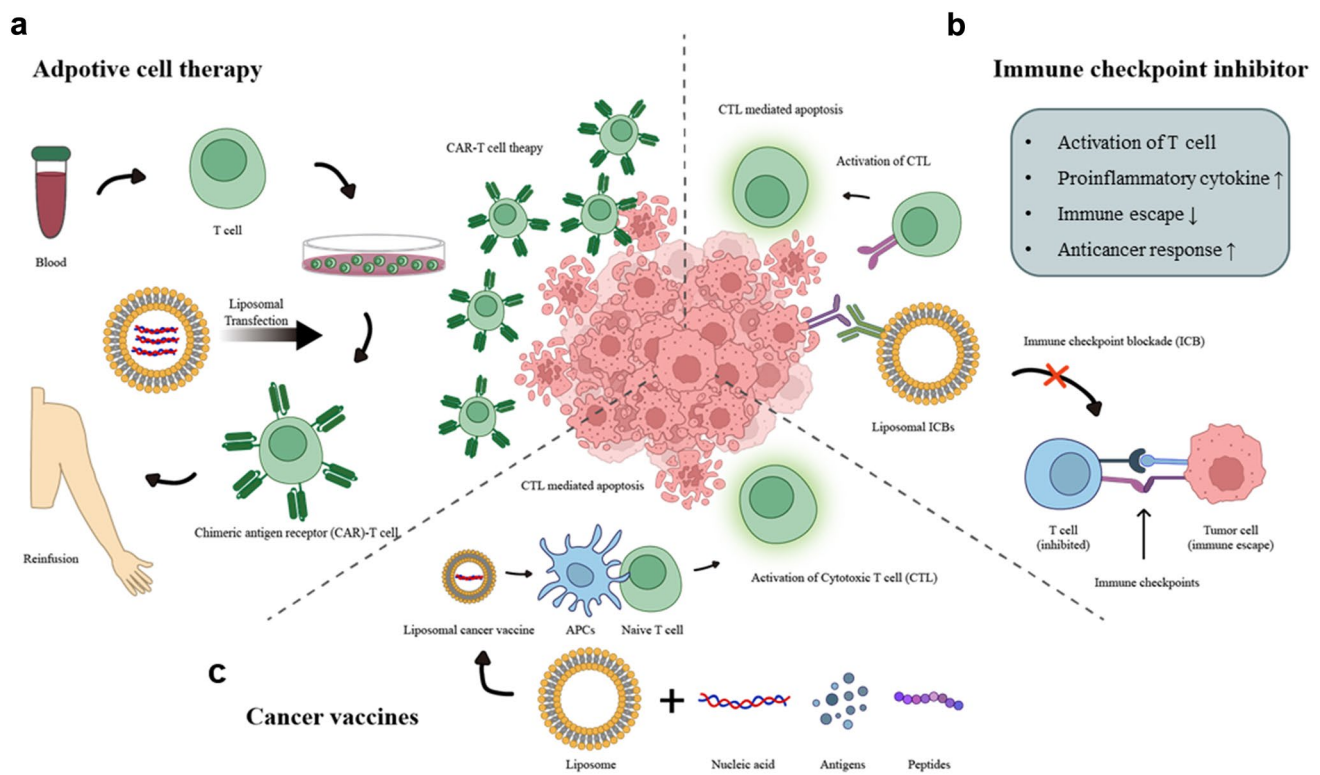 a
Adpotive cell therapy
Blood
T cell
Liposomal
Transfection
Chimeric antigen receptor (CAR)-T cell
Reinfusion
CAR-T cell theapy
b
Immune checkpoint inhibitor
• Activation of T cell
• Proinflammatory cytokine ↑
• Immune escape ↓
• Anticancer response ↑
CTL mediated apoptosis
Activation of CTL
Liposomal ICBs
Immune checkpoint blockade (ICB)
T cell
(inhibited)
Tumor cell
(immune escape)
Immune checkpoints
c
Cancer vaccines
CTL mediated apoptosis
Activation of Cytotoxic T cell (CTL)
Liposomal cancer vaccine
APCs
Naive T cell
+
Liposome
Nucleic acid
Antigens
Peptides